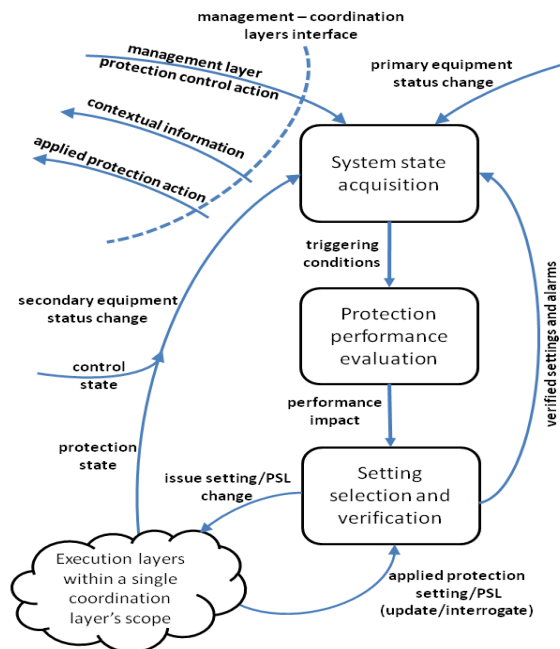 management – coordination
layers interface
management layer
protection control action
primary equipment
status change
contextual information
applied protection action
System state
acquisition
triggering
conditions
secondary equipment
status change
Protection
performance
evaluation
control
state
verified settings and alarms
performance
impact
protection
state
issue setting/PSL
change
Setting
selection and
verification
Execution layers
within a single
coordination
layer's scope
applied protection
setting/PSL
(update/interrogate)